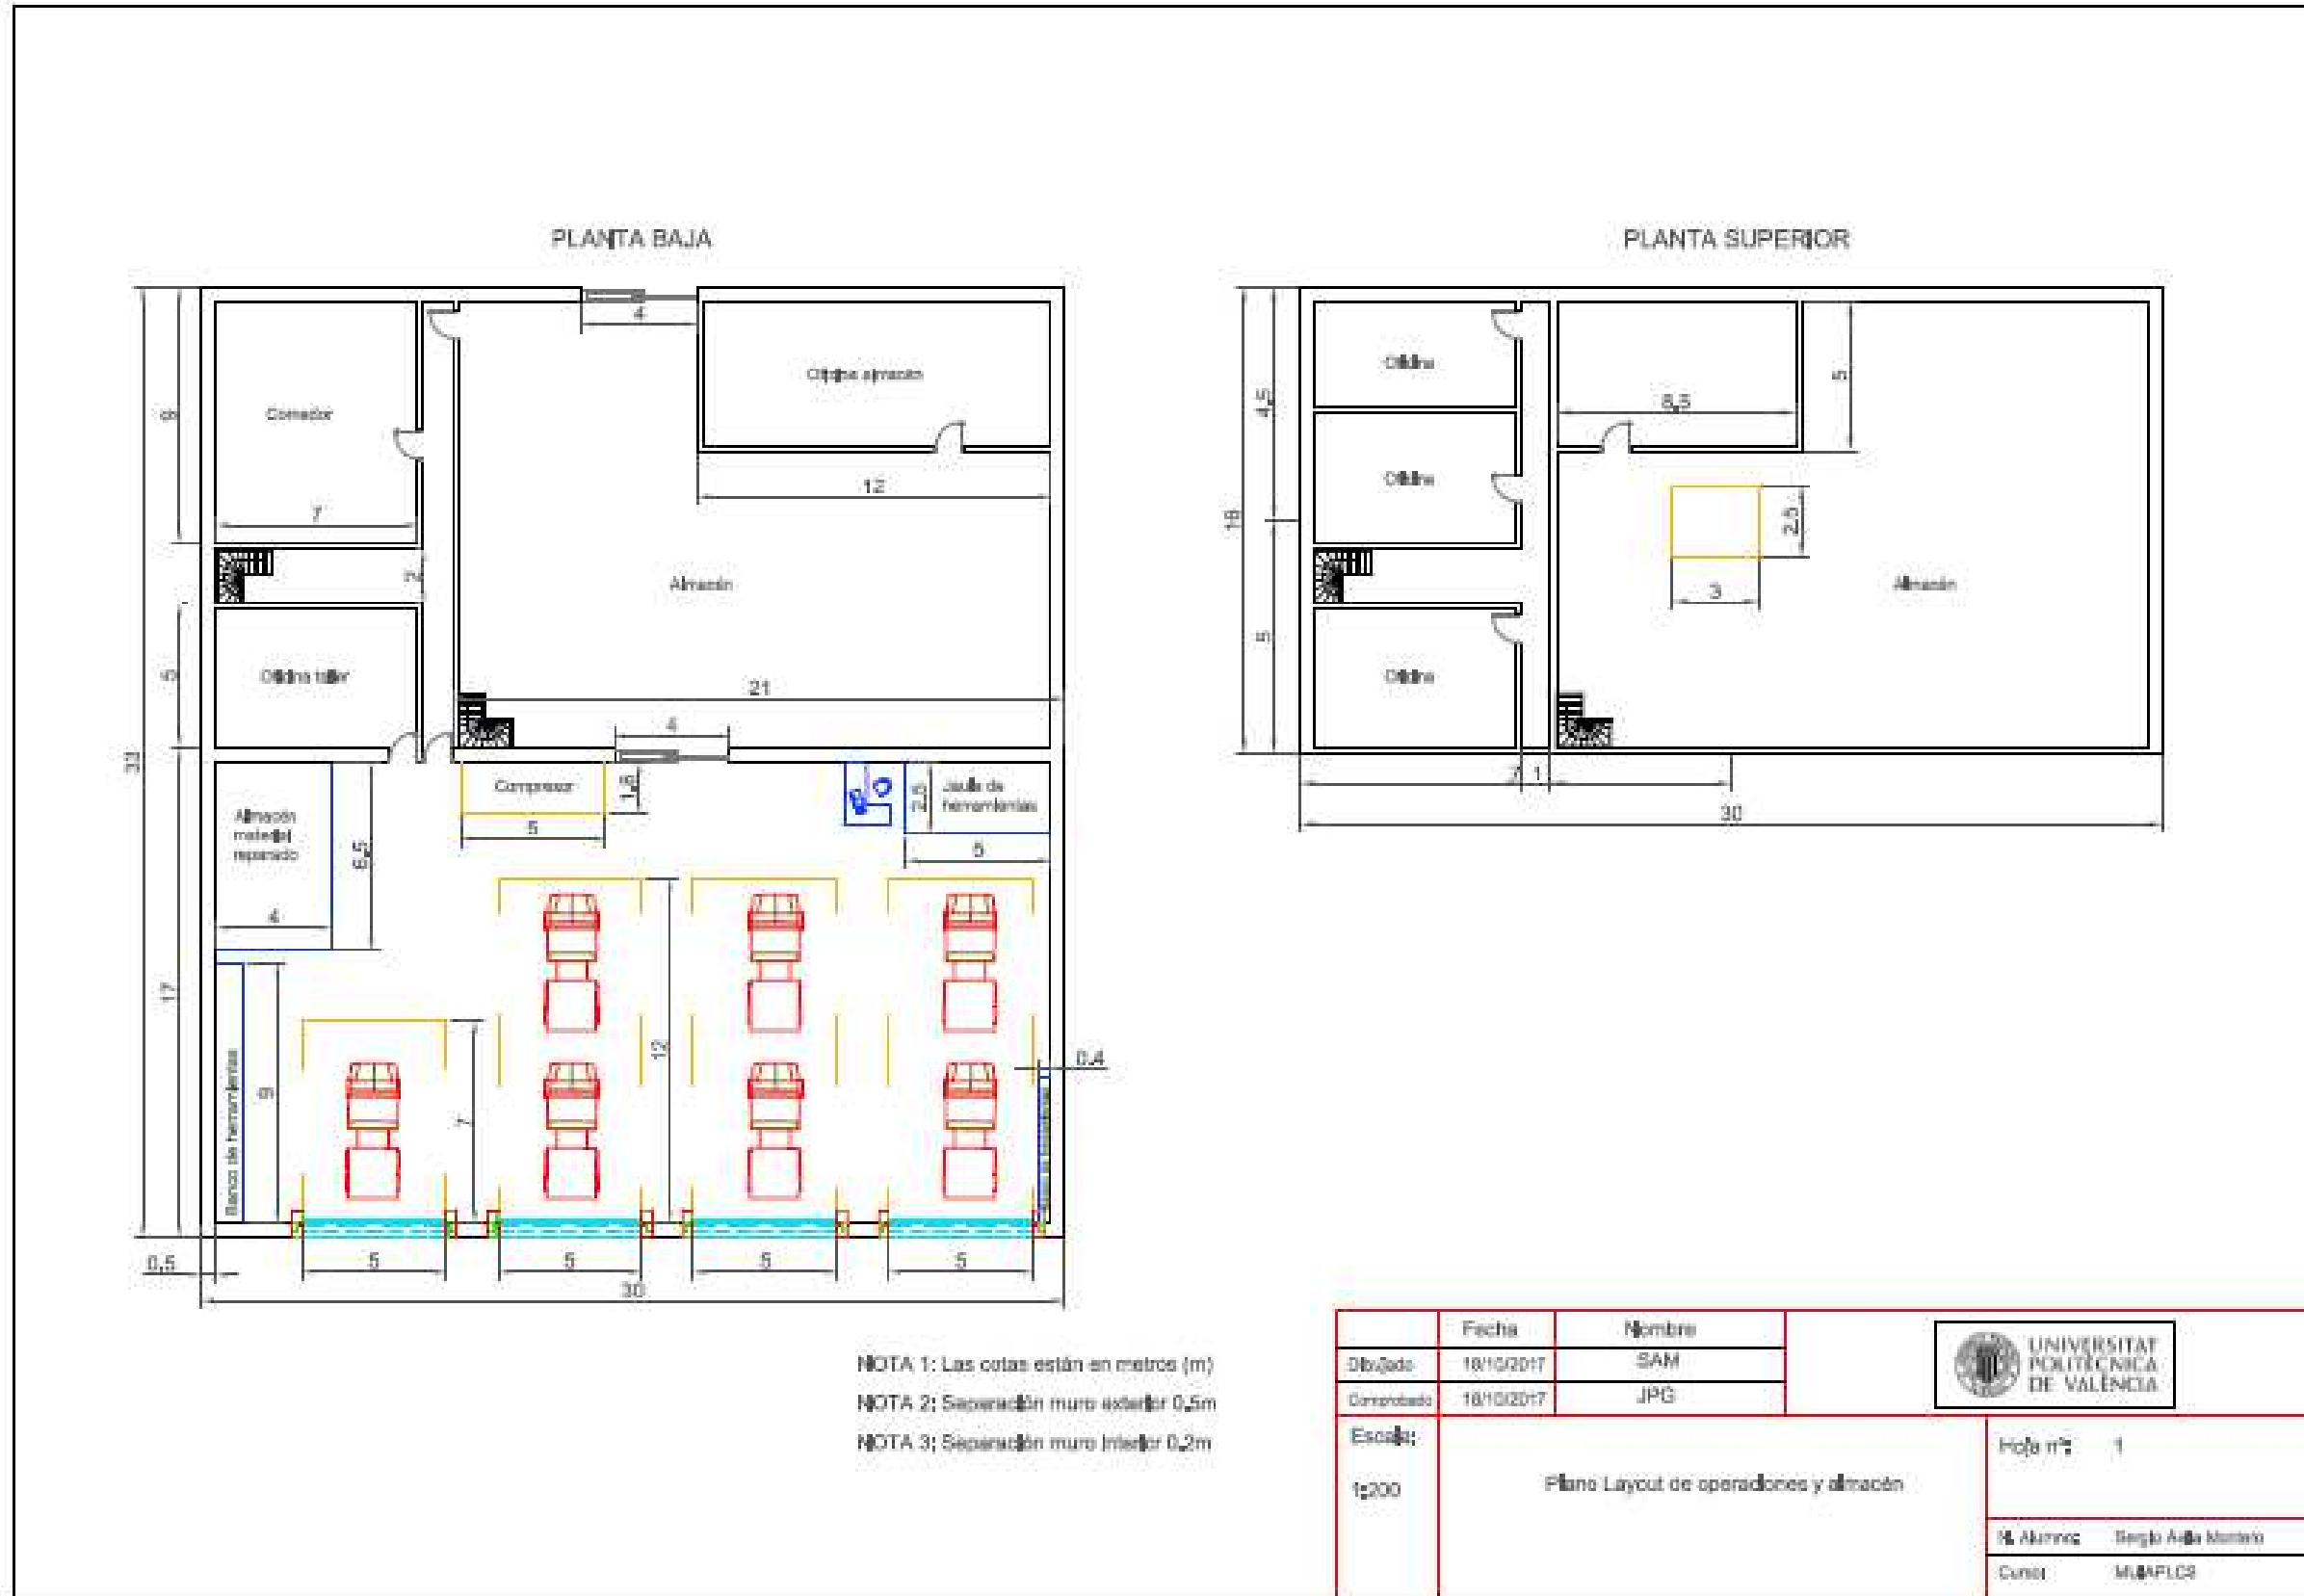 PLANTA BAJA
PLANTA SUPERIOR
4
Oficina almacén
Comedor
9
7
12
2
Almacén
Oficina taller
5
21
4
33
Compresor
1,8
5
2,5
Jaula de
herramientas
5
Almacén
material
reparado
6,5
4
17
Banco de herramientas
9
7
12
0,4
0,5
5
5
5
5
30
Oficina
Oficina
Oficina
4,5
5
5
2,5
3
Almacén
7
1
30
NOTA 1: Las cotas están en metros (m)
NOTA 2: Separación muro exterior 0,5m
NOTA 3: Separación muro interior 0,2m
Fecha
Nombre
Dibujado
18/10/2017
SAM
Comprobado
18/10/2017
JPG
UNIVERSITAT
POLITÈCNICA
DE VALÈNCIA
Escala:
1:200
Plano Layout de operaciones y almacén
Hoja nº: 1
N. Alumno: Sergio Montero
Curso: